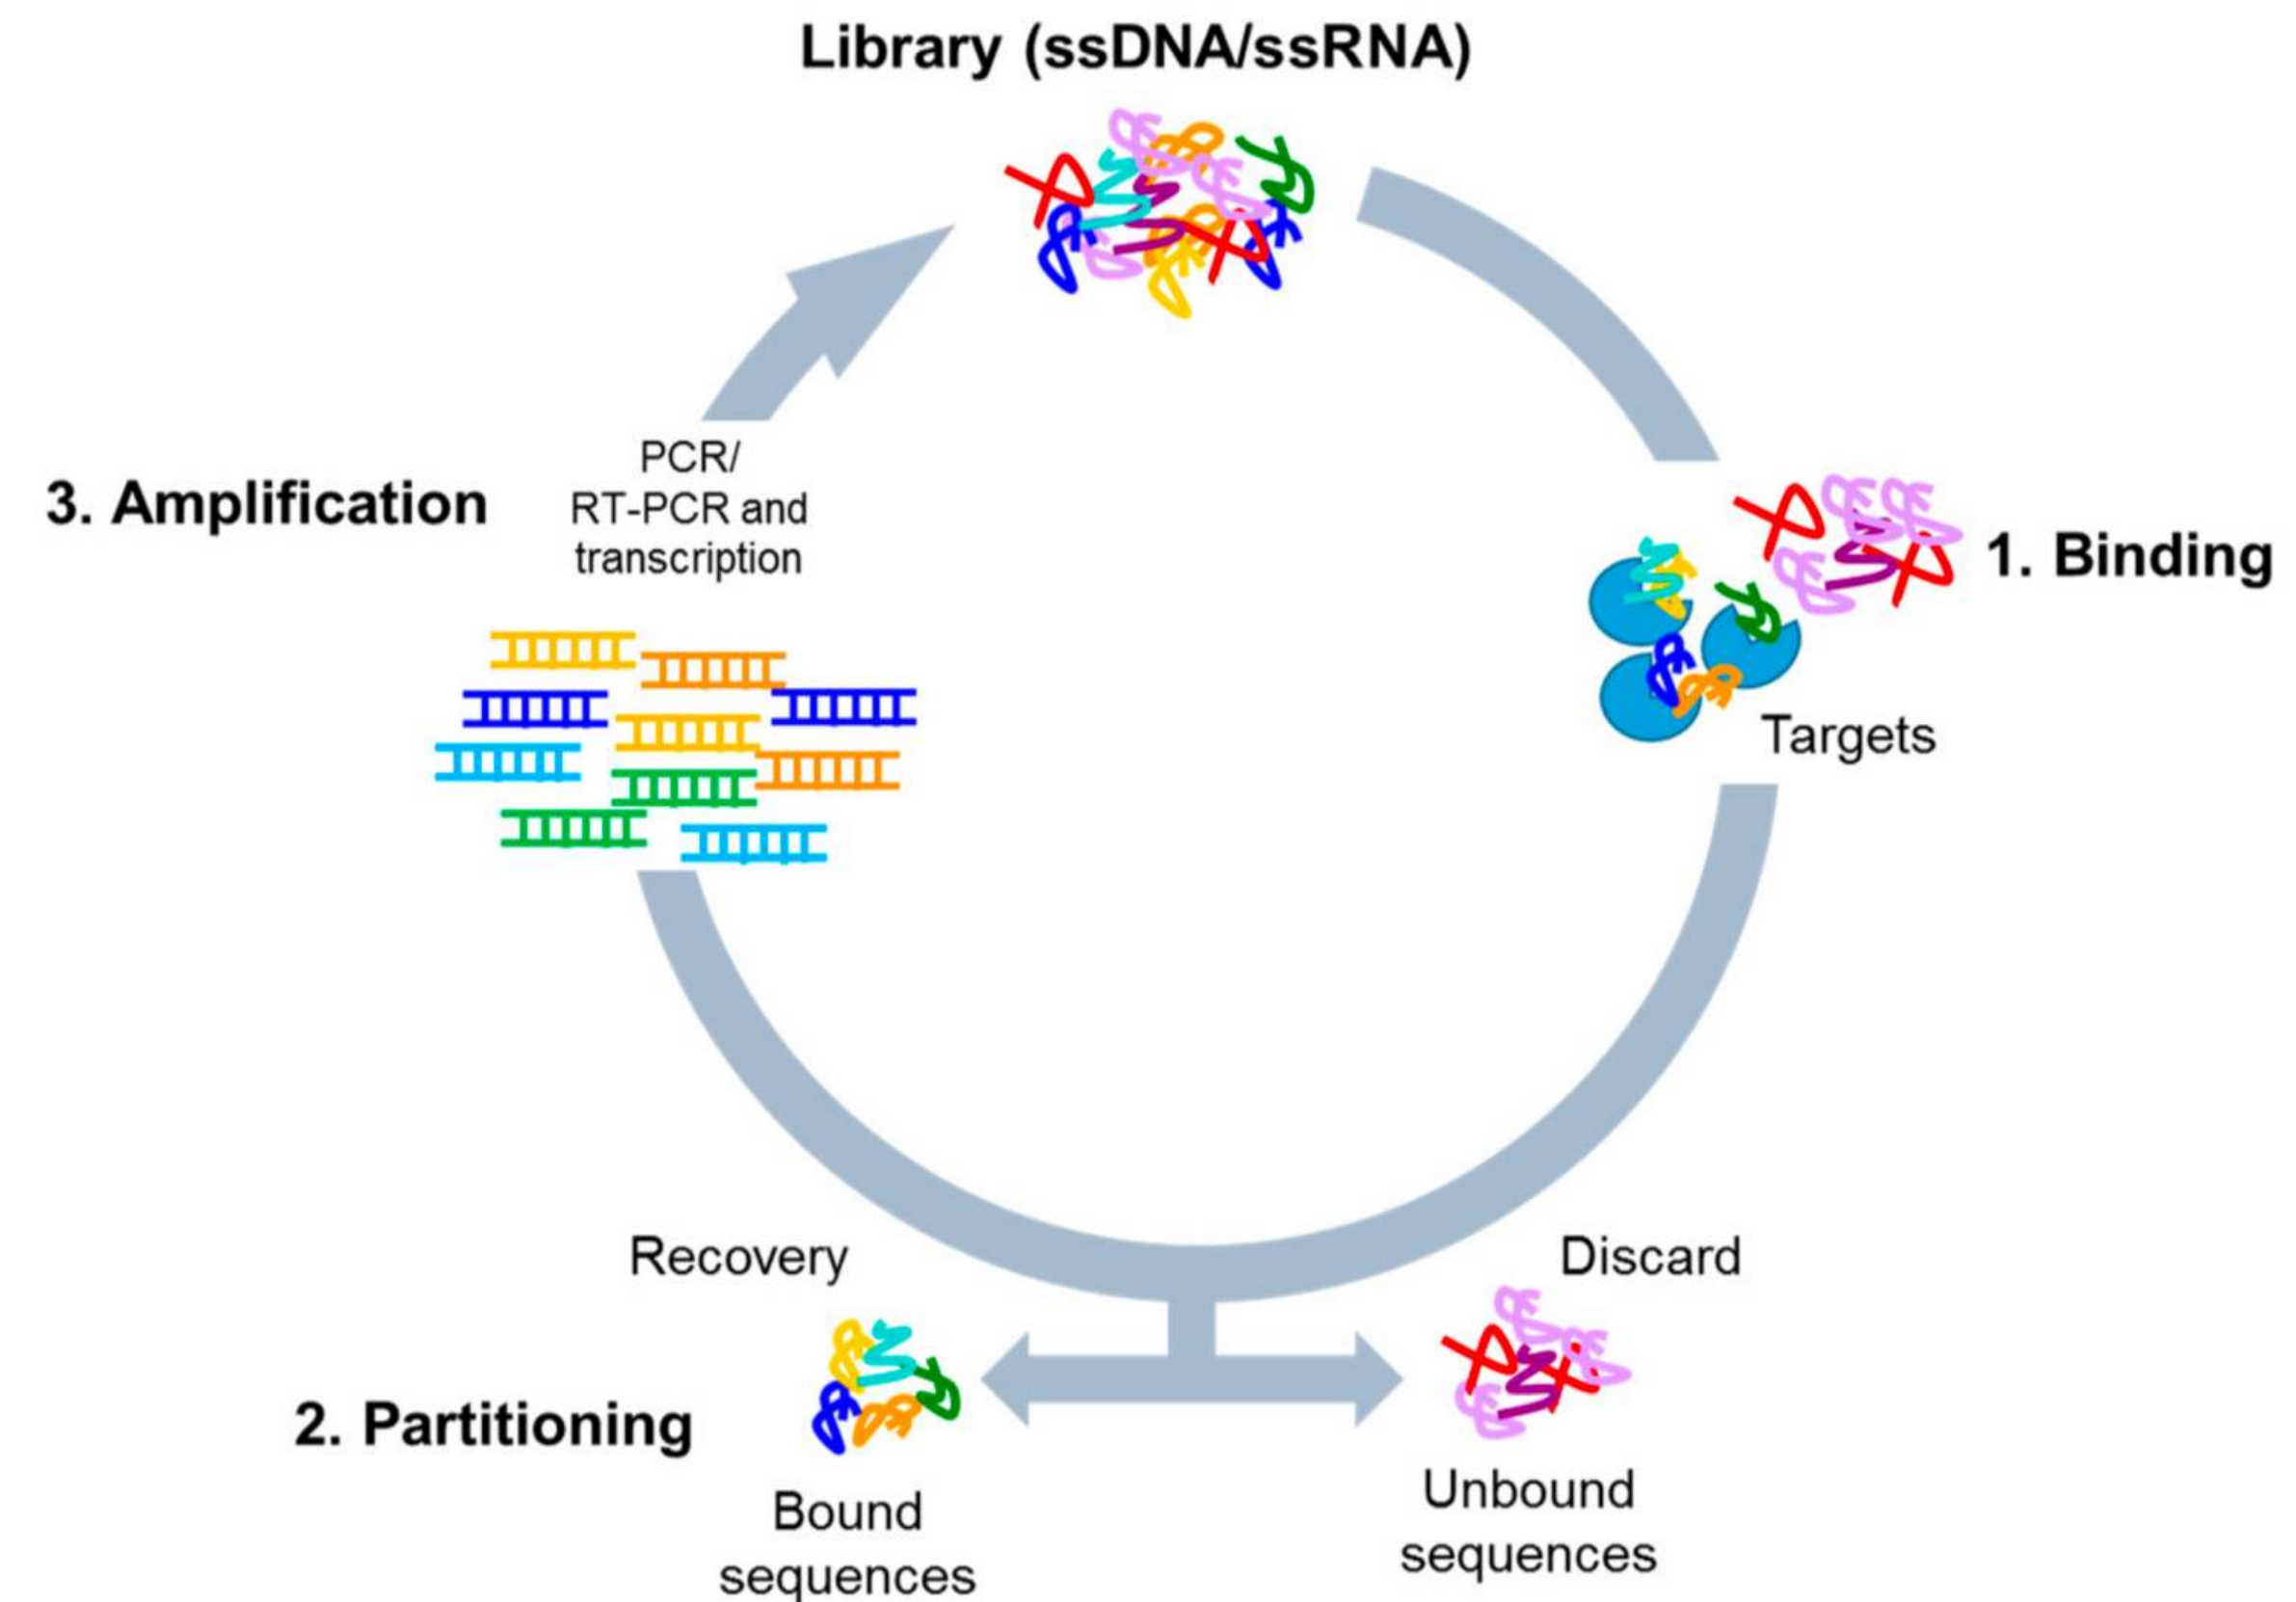 Library (ssDNA/ssRNA)
PCR/
RT-PCR and
transcription
3. Amplification
1. Binding
Targets
Recovery
Discard
2. Partitioning
Bound
sequences
Unbound
sequences